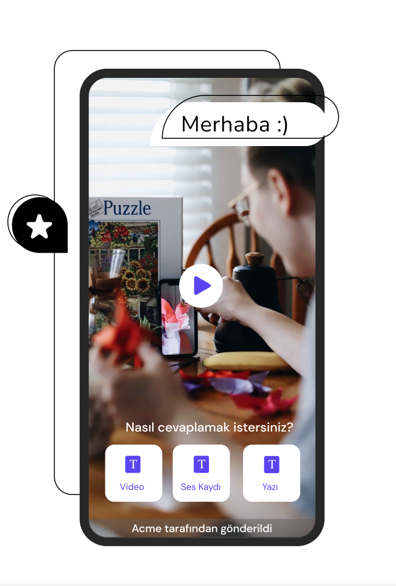 Merhaba :)
Puzzle
Nasıl cevaplamak istersiniz?
T
T
T
Video
Ses Kaydı
Yazı
Acme tarafından gönderildi